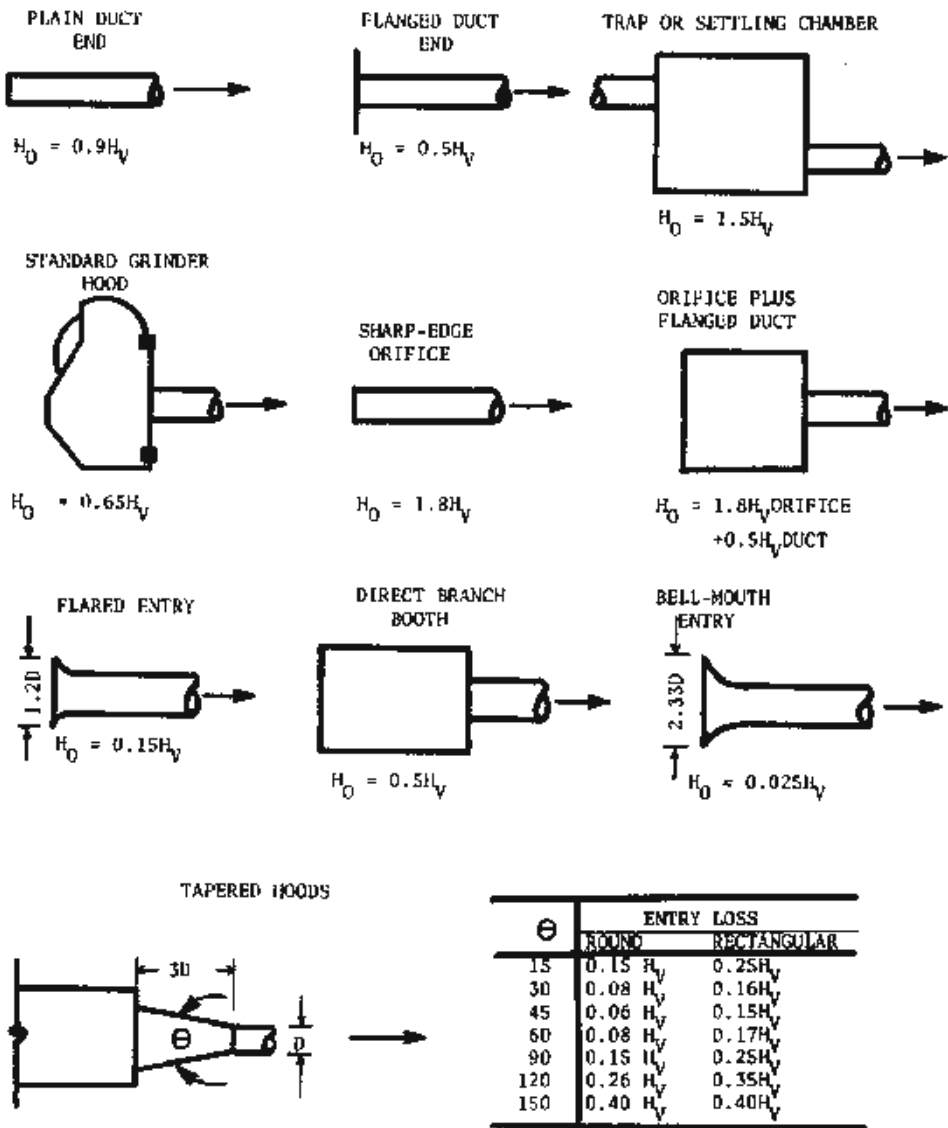 PLAIN DUCT
END
H₀ = 0.9Hᵥ
FLANGED DUCT
END
H₀ = 0.5Hᵥ
TRAP OR SETTLING CHAMBER
H₀ = 1.5Hᵥ
STANDARD GRINDER
HOOD
H₀ = 0.65Hᵥ
SHARP-EDGE
ORIFICE
H₀ = 1.8Hᵥ
ORIFICE PLUS
FLANGED DUCT
H₀ = 1.8HᵥORIFICE
+0.5HᵥDUCT
FLARED ENTRY
1.2D
H₀ = 0.15Hᵥ
DIRECT BRANCH
BOOTH
H₀ = 0.5Hᵥ
BELL-MOUTH
ENTRY
2.33D
H₀ = 0.025Hᵥ
TAPERED HOODS
3D
Θ
D
Θ ENTRY LOSS
ROUND RECTANGULAR
15 0.15 Hᵥ 0.25Hᵥ
30 0.08 Hᵥ 0.16Hᵥ
45 0.06 Hᵥ 0.15Hᵥ
60 0.08 Hᵥ 0.17Hᵥ
90 0.15 Hᵥ 0.25Hᵥ
120 0.26 Hᵥ 0.35Hᵥ
150 0.40 Hᵥ 0.40Hᵥ